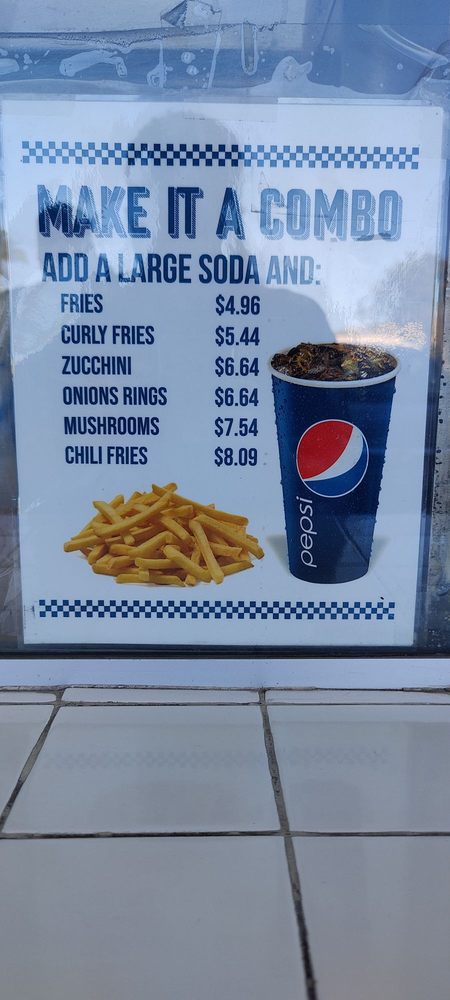 MAKE IT A COMBO
ADD A LARGE SODA AND:
FRIES $4.96
CURLY FRIES $5.44
ZUCCHINI $6.64
ONIONS RINGS $6.64
MUSHROOMS $7.54
CHILI FRIES $8.09
pepsi